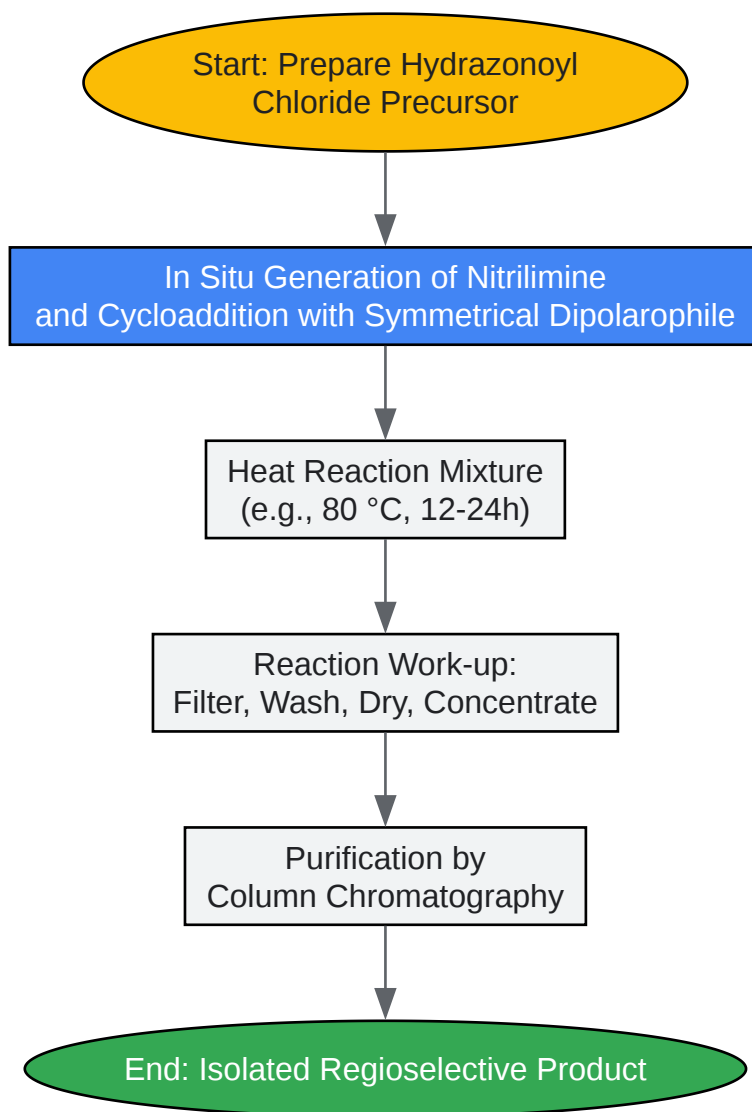 Start: Prepare Hydrazonoyl
Chloride Precursor
In Situ Generation of Nitrilimine
and Cycloaddition with Symmetrical Dipolarophile
Heat Reaction Mixture
(e.g., 80 °C, 12-24h)
Reaction Work-up:
Filter, Wash, Dry, Concentrate
Purification by
Column Chromatography
End: Isolated Regioselective Product